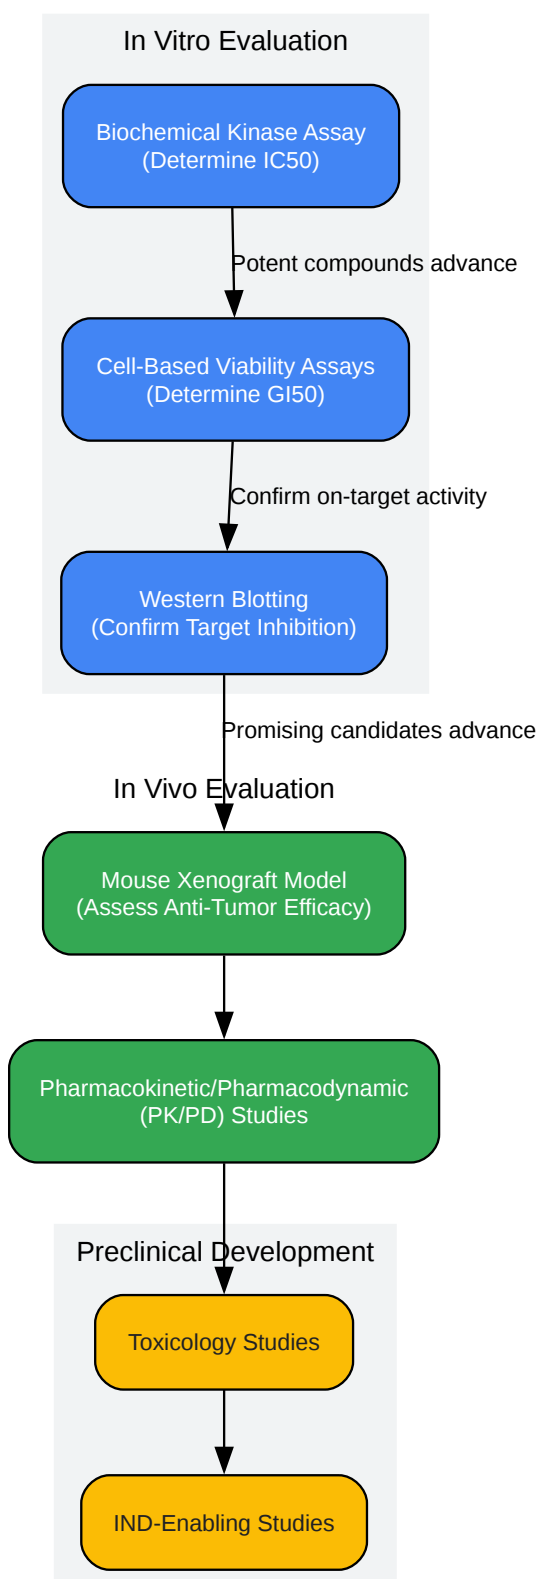 In Vitro Evaluation
Biochemical Kinase Assay
(Determine IC50)
Potent compounds advance
Cell-Based Viability Assays
(Determine GI50)
Confirm on-target activity
Western Blotting
(Confirm Target Inhibition)
Promising candidates advance
In Vivo Evaluation
Mouse Xenograft Model
(Assess Anti-Tumor Efficacy)
Pharmacokinetic/Pharmacodynamic
(PK/PD) Studies
Preclinical Development
Toxicology Studies
IND-Enabling Studies